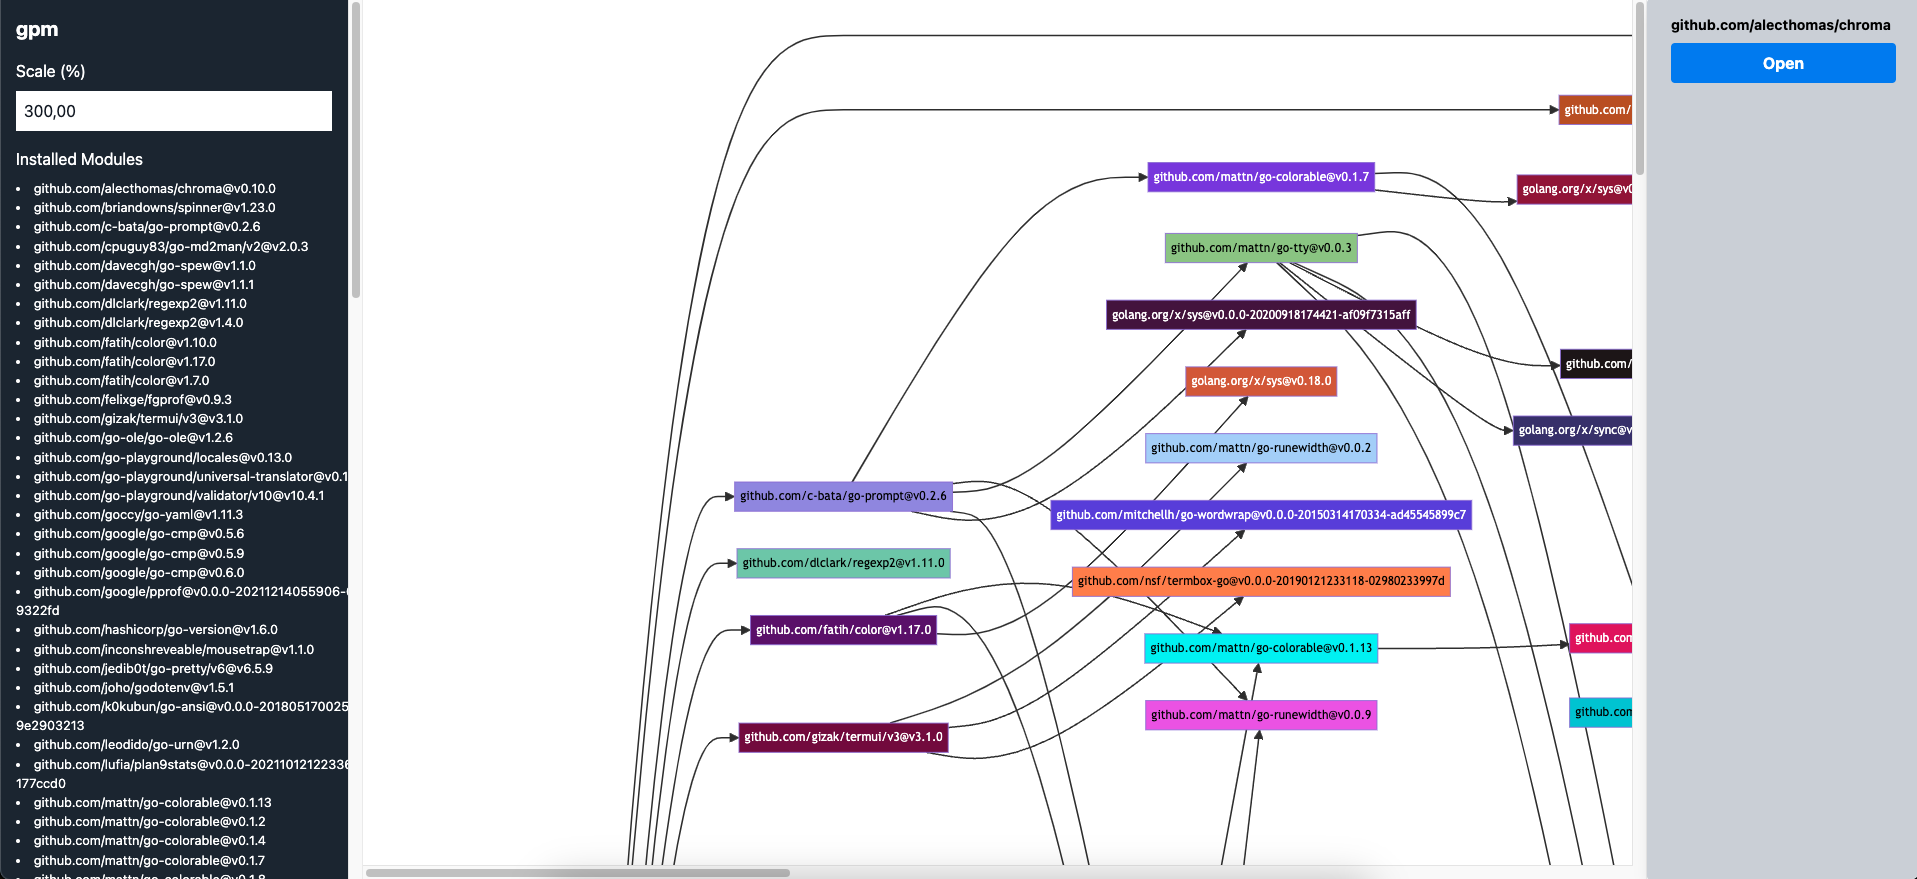 gpm
Scale (%)
300,00
Installed Modules
github.com/alecthomas/chroma@v0.10.0
github.com/briandowns/spinner@v1.23.0
github.com/c-bata/go-prompt@v0.2.6
github.com/cpuguy83/go-md2man/v2@v2.0.3
github.com/davecgh/go-spew@v1.1.0
github.com/davecgh/go-spew@v1.1.1
github.com/dlclark/regexp2@v1.11.0
github.com/dlclark/regexp2@v1.4.0
github.com/fatih/color@v1.10.0
github.com/fatih/color@v1.17.0
github.com/fatih/color@v1.7.0
github.com/felixge/fgprof@v0.9.3
github.com/gizak/termui/v3@v3.1.0
github.com/go-ole/go-ole@v1.2.6
github.com/go-playground/locales@v0.13.0
github.com/go-playground/universal-translator@v0.1
github.com/go-playground/validator/v10@v10.4.1
github.com/goccy/go-yaml@v1.11.3
github.com/google/go-cmp@v0.5.6
github.com/google/go-cmp@v0.5.9
github.com/google/go-cmp@v0.6.0
github.com/google/pprof@v0.0.0-20211214055906-
9322fd
github.com/hashicorp/go-version@v1.6.0
github.com/inconshreveable/mousetrap@v1.1.0
github.com/jedib0t/go-pretty/v6@v6.5.9
github.com/joho/godotenv@v1.5.1
github.com/k0kubun/go-ansi@v0.0.0-201805170025
9e2903213
github.com/leodido/go-urn@v1.2.0
github.com/lufia/plan9stats@v0.0.0-2021101212233
177ccd0
github.com/mattn/go-colorable@v0.1.13
github.com/mattn/go-colorable@v0.1.2
github.com/mattn/go-colorable@v0.1.4
github.com/mattn/go-colorable@v0.1.7
github.com/mattn/go-colorable@v0.1.8
github.com/
github.com/mattn/go-colorable@v0.1.7
golang.org/x/sys@v0
github.com/mattn/go-tty@v0.0.3
golang.org/x/sys@v0.0.0-20200918174421-af09f7315aff
github.com/
golang.org/x/sys@v0.18.0
golang.org/x/sync@v
github.com/mattn/go-runewidth@v0.0.2
github.com/c-bata/go-prompt@v0.2.6
github.com/mitchellh/go-wordwrap@v0.0.0-20150314170334-ad45545899c7
github.com/dlclark/regexp2@v1.11.0
github.com/nsf/termbox-go@v0.0.0-20190121233118-02980233997d
github.com/fatih/color@v1.17.0
github.com
github.com/mattn/go-colorable@v0.1.13
github.com/mattn/go-runewidth@v0.0.9
github.com
github.com/gizak/termui/v3@v3.1.0
github.com/alecthomas/chroma
Open